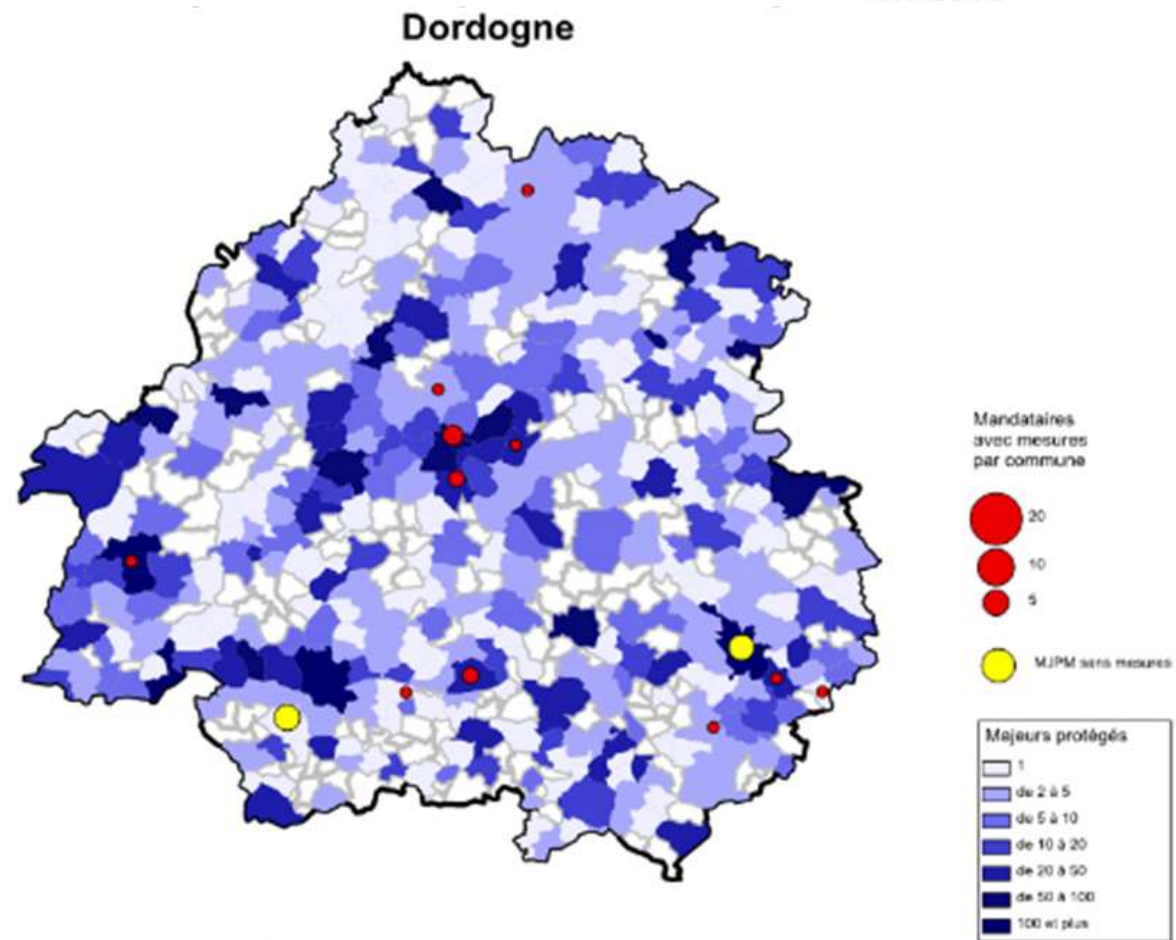 Dordogne
Mandataires
avec mesures
par commune
20
10
5
MJPM sans mesures
Majeurs protégés
1
de 2 à 5
de 5 à 10
de 10 à 20
de 20 à 50
de 50 à 100
100 et plus